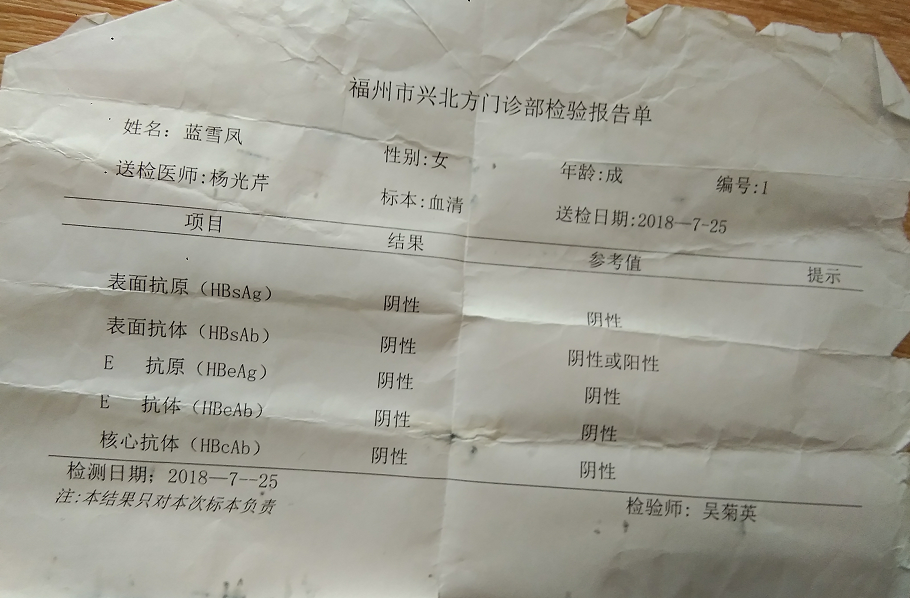 福州市兴北方门诊部检验报告单
姓名：蓝雪凤 性别:女 年龄:成 编号:1
送检医师:杨光芹 标本:血清 送检日期:2018—7-25
项目 结果 参考值 提示
表面抗原（HBsAg） 阴性 阴性
表面抗体（HBsAb） 阴性 阴性或阳性
E 抗原（HBeAg） 阴性 阴性
E 抗体（HBeAb） 阴性 阴性
核心抗体（HBcAb） 阴性 阴性
检测日期；2018—7--25 检验师：吴菊英
注:本结果只对本次标本负责